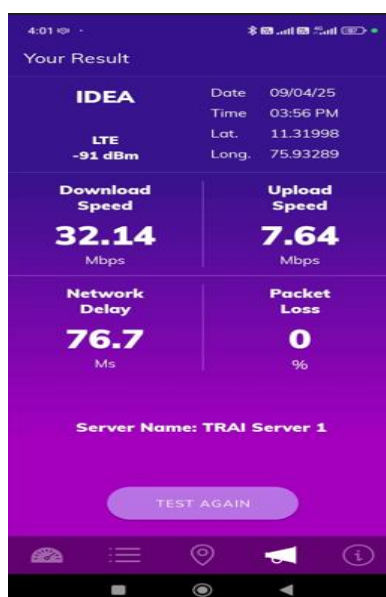 4:01
Your Result
IDEA
LTE
-91 dBm
Date 09/04/25
Time 03:56 PM
Lat. 11.31998
Long. 75.93289
Download Speed
32.14
Mbps
Upload Speed
7.64
Mbps
Network Delay
76.7
Ms
Packet Loss
0
%
Server Name: TRAI Server 1
TEST AGAIN